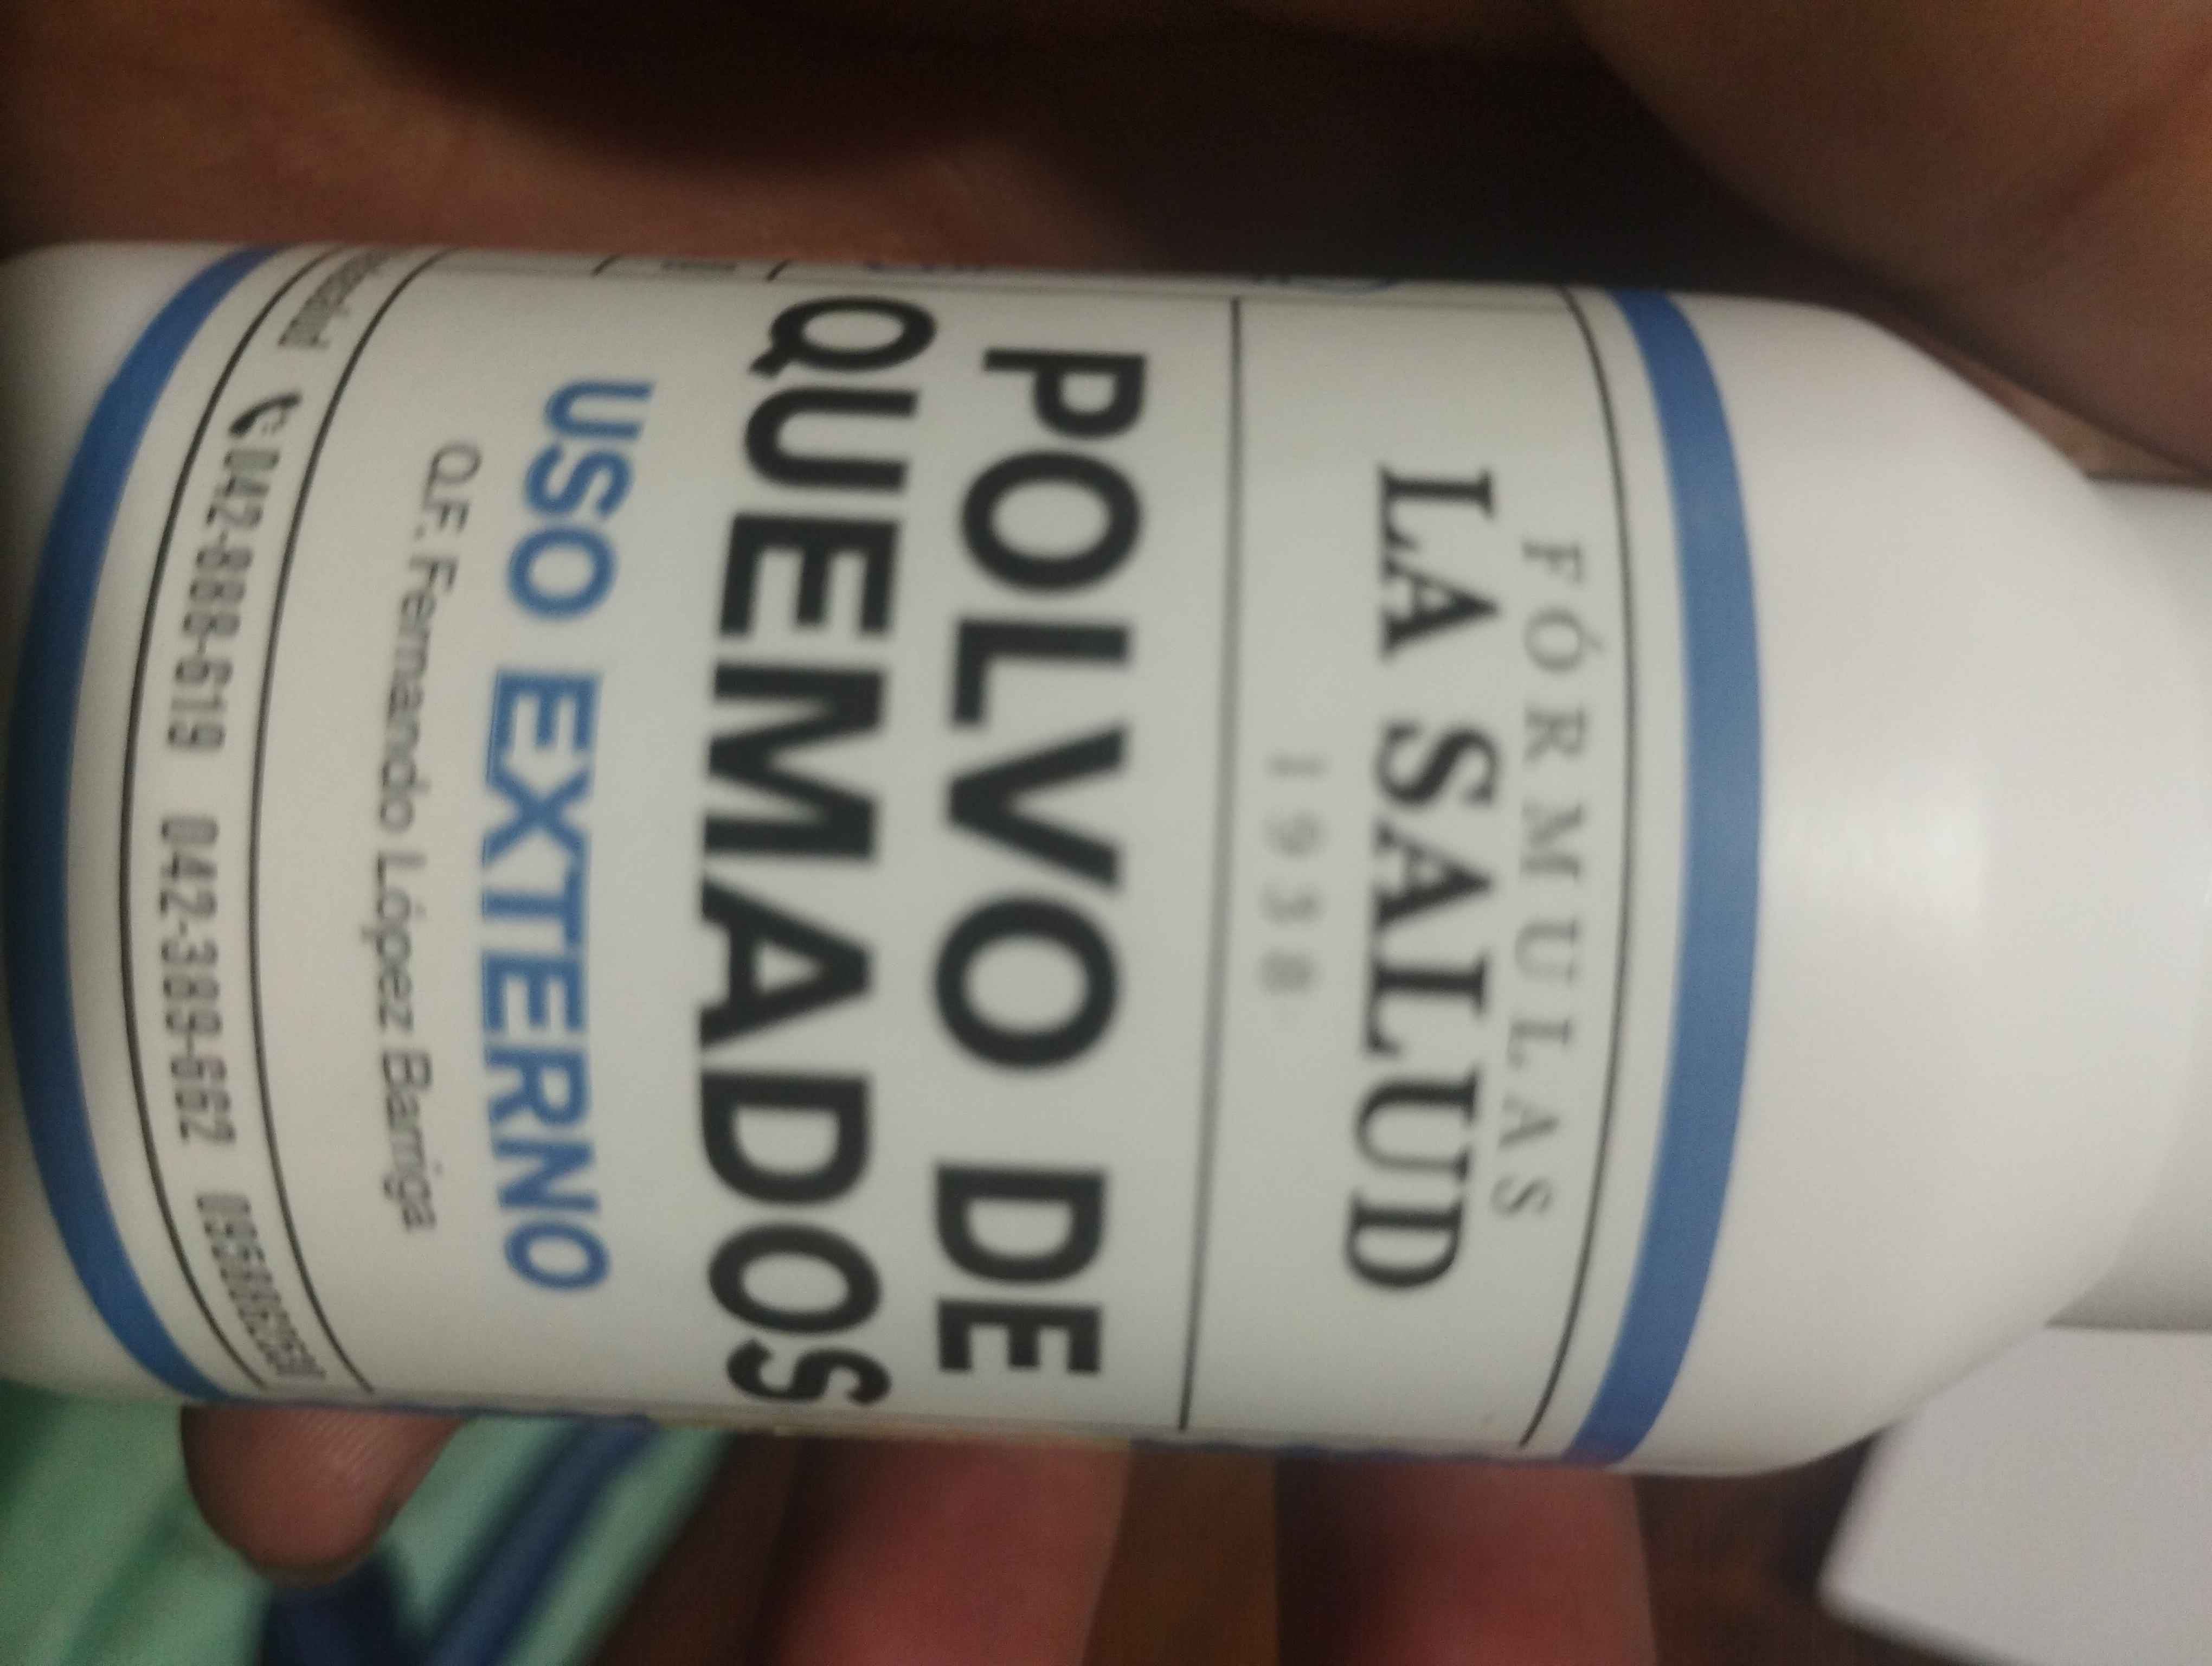 FÓRMULAS
LA SALUD
1938
POLVO DE
QUEMADOS
USO EXTERNO
Q.F. Fernando López Barriga
042-888-619 042-389-662